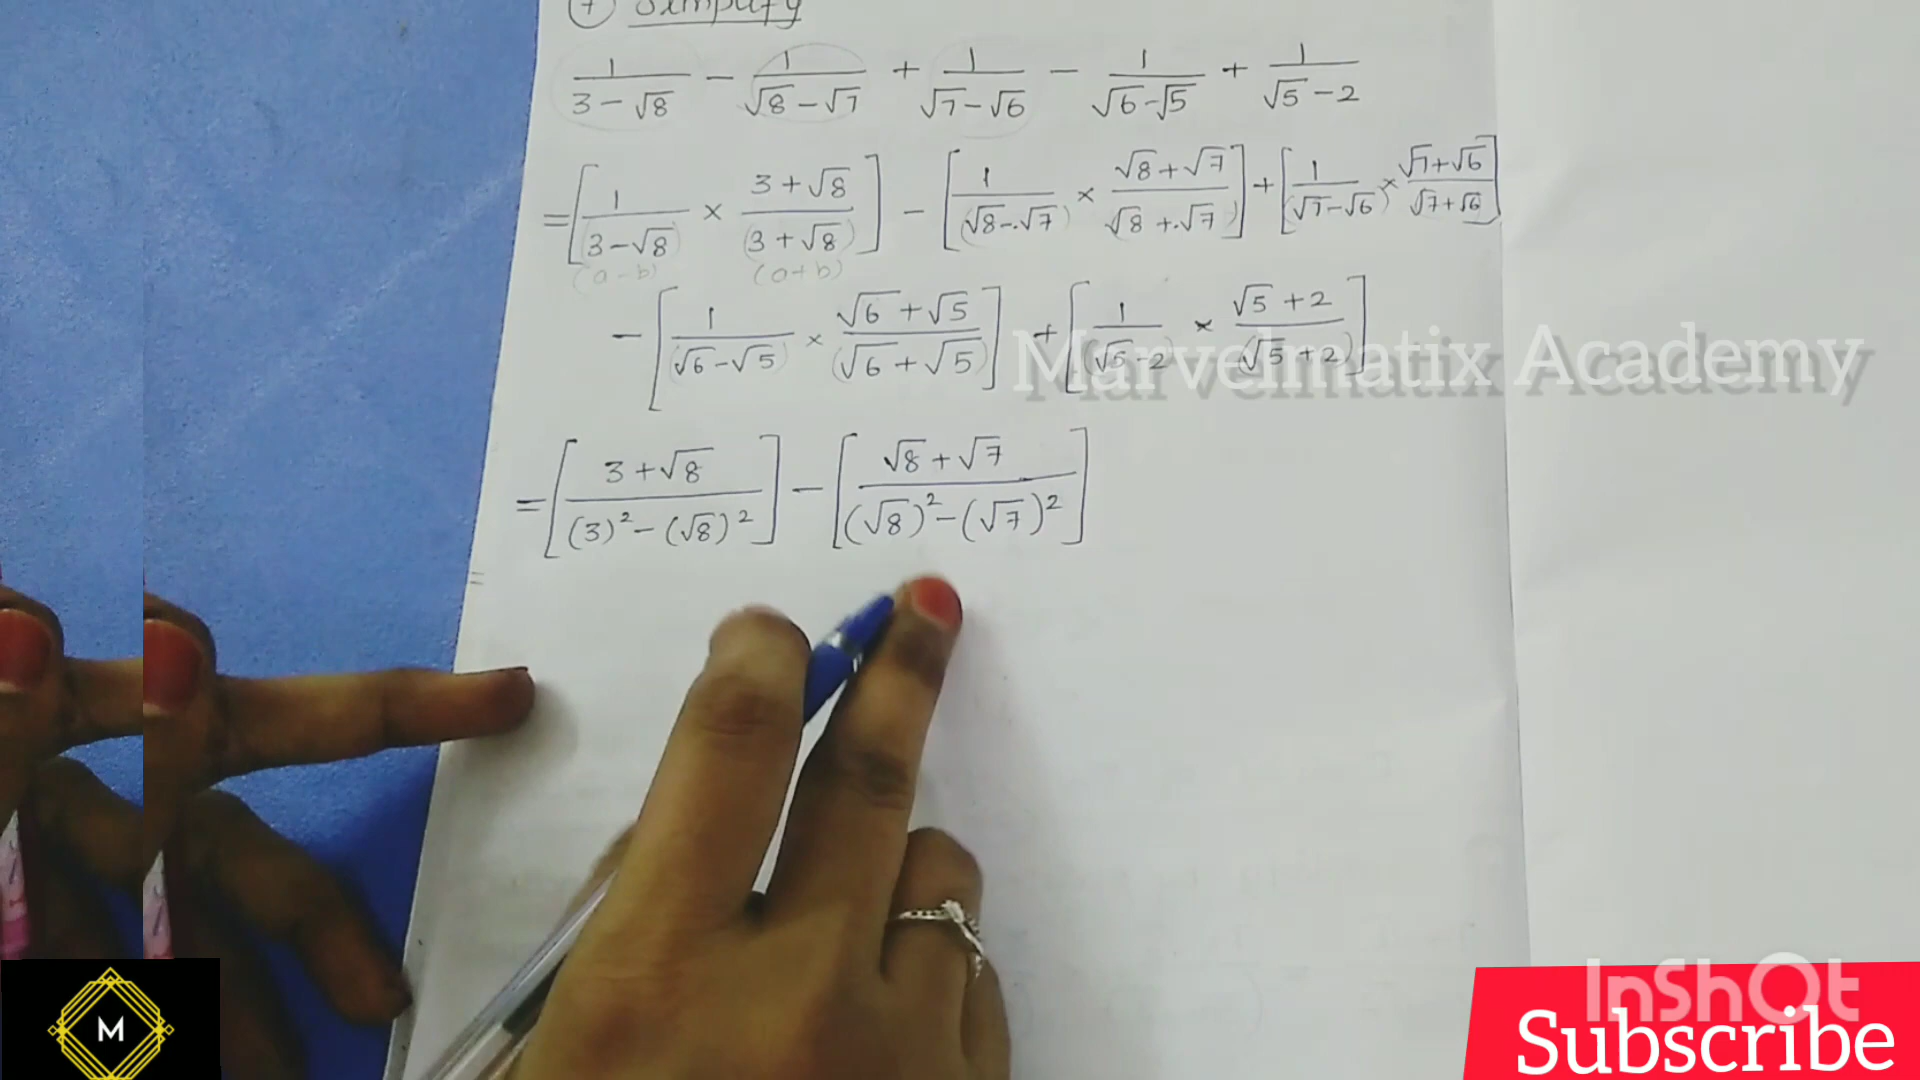 7 Simplify
1/(3-√8) - 1/(√8-√7) + 1/(√7-√6) - 1/(√6-√5) + 1/(√5-2)
= [1/(3-√8) × (3+√8)/(3+√8)] - [1/(√8-√7) × (√8+√7)/(√8+√7)] + [1/(√7-√6) × (√7+√6)/(√7+√6)]
(a-b) (a+b)
- [1/(√6-√5) × (√6+√5)/(√6+√5)] + [1/(√5-2) × (√5+2)/(√5+2)]
Marvelmatix Academy
= [(3+√8)/((3)²-(√8)²)] - [(√8+√7)/((√8)²-(√7)²)]
=
M
InShOt
Subscribe